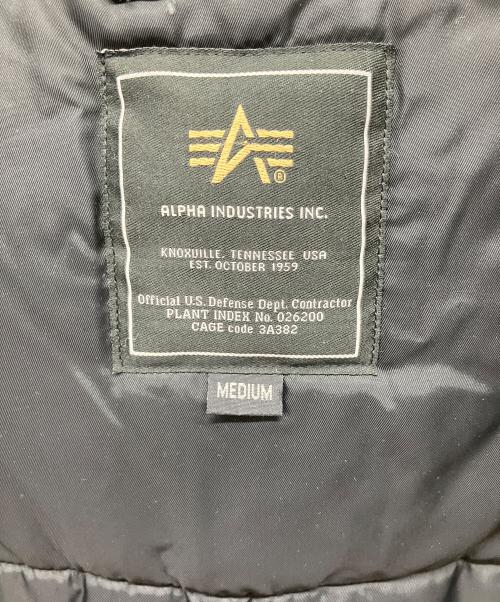 A
®
ALPHA INDUSTRIES INC.
KNOXVILLE, TENNESSEE USA
EST. OCTOBER 1959
Official U.S. Defense Dept. Contractor
PLANT INDEX No. 026200
CAGE code 3A382
MEDIUM